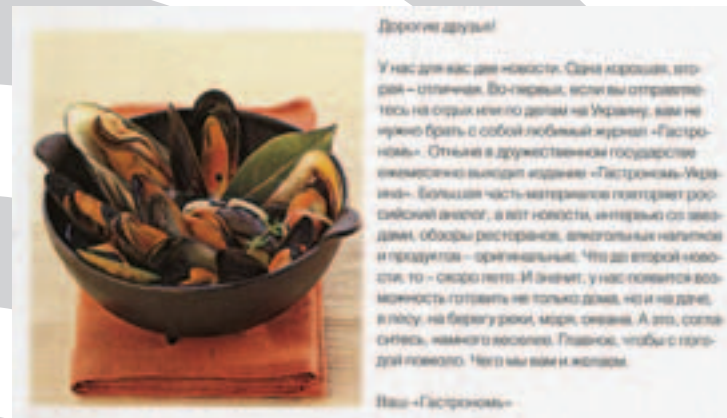 Дорогие друзья!
У нас для вас две новости. Одна хорошая, вто-
рая – отличная. Во-первых, если вы отправляе-
тесь на отдых или по делам на Украину, вам не
нужно брать с собой любимый журнал «Гастро-
номъ». Отныне в дружественном государстве
ежемесячно выходит издание «Гастрономъ-Укра-
ина». Большая часть материалов повторяет рос-
сийский аналог, а вот новости, интервью со звез-
дами, обзоры ресторанов, алкогольных напитков
и продуктов – оригинальные. Что до второй ново-
сти, то – скоро лето. И значит, у нас появится воз-
можность готовить не только дома, но и на даче,
в лесу, на берегу реки, моря, океана. А это, согла-
ситесь, намного веселее. Главное, чтобы с пого-
дой повезло. Чего мы вам и желаем.
Ваш «Гастрономъ»